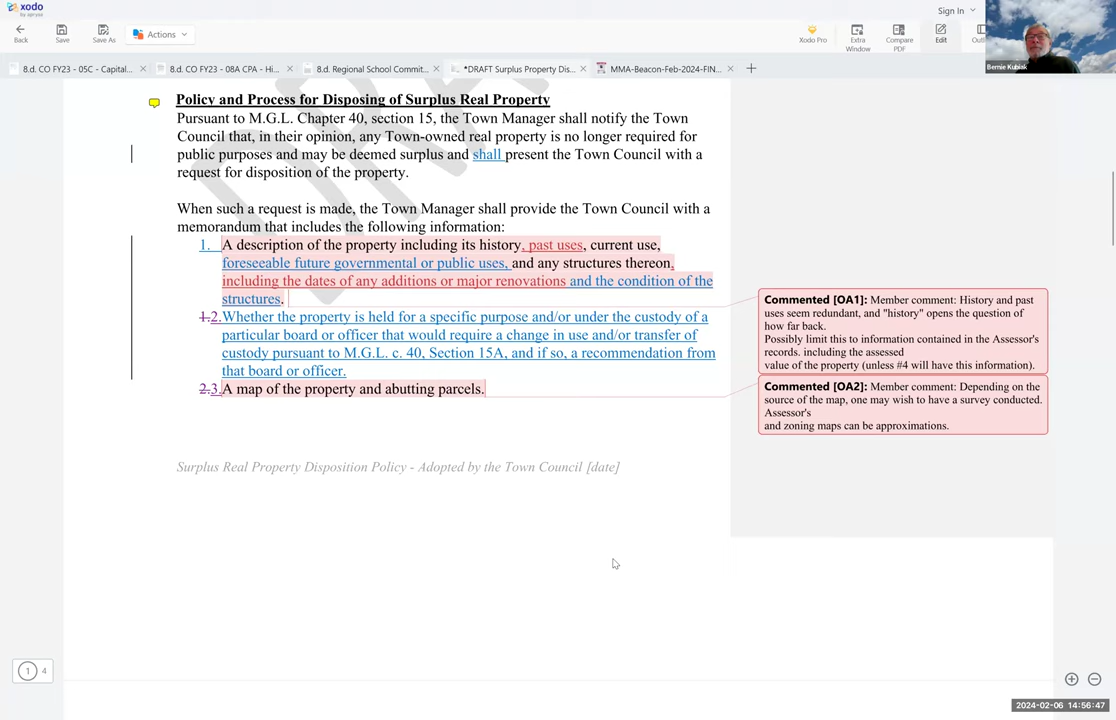 xodo
by apryse
Sign In
Back
Save
Save As
Actions
Xodo Pro
Extra
Window
Compare
PDF
Edit
8.d. CO FY23 - 05C - Capital...
8.d. CO FY23 - 08A CPA - Hi...
8.d. Regional School Commit...
*DRAFT Surplus Property Dis...
MMA-Beacon-Feb-2024-FIN...
Bernie Kubiak
Policy and Process for Disposing of Surplus Real Property
Pursuant to M.G.L. Chapter 40, section 15, the Town Manager shall notify the Town
Council that, in their opinion, any Town-owned real property is no longer required for
public purposes and may be deemed surplus and shall present the Town Council with a
request for disposition of the property.
When such a request is made, the Town Manager shall provide the Town Council with a
memorandum that includes the following information:
1. A description of the property including its history, past uses, current use,
foreseeable future governmental or public uses, and any structures thereon,
including the dates of any additions or major renovations and the condition of the
structures.
1.2. Whether the property is held for a specific purpose and/or under the custody of a
particular board or officer that would require a change in use and/or transfer of
custody pursuant to M.G.L. c. 40, Section 15A, and if so, a recommendation from
that board or officer.
2.3. A map of the property and abutting parcels.
Surplus Real Property Disposition Policy - Adopted by the Town Council [date]
Commented [OA1]: Member comment: History and past
uses seem redundant, and "history" opens the question of
how far back.
Possibly limit this to information contained in the Assessor's
records. including the assessed
value of the property (unless #4 will have this information).
Commented [OA2]: Member comment: Depending on the
source of the map, one may wish to have a survey conducted.
Assessor's
and zoning maps can be approximations.
1 4
2024-02-06 14:56:47